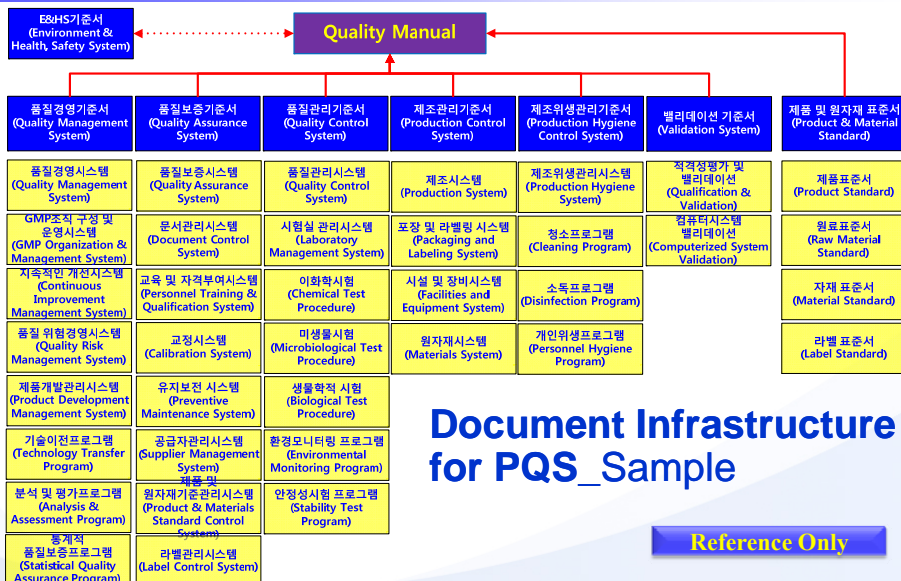 E&HS기준서
(Environment &
Health, Safety System)
Quality Manual
품질경영기준서
(Quality Management
System)
품질보증기준서
(Quality Assurance
System)
품질관리기준서
(Quality Control
System)
제조관리기준서
(Production Control
System)
제조위생관리기준서
(Production Hygiene
Control System)
밸리데이션 기준서
(Validation System)
제품 및 원자재 표준서
(Product & Material
Standard)
품질경영시스템
(Quality Management
System)
GMP조직 구성 및
운영시스템
(GMP Organization &
Management System)
지속적인 개선시스템
(Continuous
Improvement
Management System)
품질 위험경영시스템
(Quality Risk
Management System)
제품개발관리시스템
(Product Development
Management System)
기술이전프로그램
(Technology Transfer
Program)
분석 및 평가프로그램
(Analysis &
Assessment Program)
통계적
품질보증프로그램
(Statistical Quality
Assurance Program)
품질보증시스템
(Quality Assurance
System)
문서관리시스템
(Document Control
System)
교육 및 자격부여시스템
(Personnel Training &
Qualification System)
교정시스템
(Calibration System)
유지보전 시스템
(Preventive
Maintenance System)
공급자관리시스템
(Supplier Management
System)
제품 및
원자재기준관리시스템
(Product & Materials
Standard Control
System)
라벨관리시스템
(Label Control System)
품질관리시스템
(Quality Control
System)
시험실 관리시스템
(Laboratory
Management System)
이화학시험
(Chemical Test
Procedure)
미생물시험
(Microbiological Test
Procedure)
생물학적 시험
(Biological Test
Procedure)
환경모니터링 프로그램
(Environmental
Monitoring Program)
안정성시험 프로그램
(Stability Test
Program)
제조시스템
(Production System)
포장 및 라벨링 시스템
(Packaging and
Labeling System)
시설 및 장비시스템
(Facilities and
Equipment System)
원자재시스템
(Materials System)
제조위생관리시스템
(Production Hygiene
System)
청소프로그램
(Cleaning Program)
소독프로그램
(Disinfection Program)
개인위생프로그램
(Personnel Hygiene
Program)
적격성평가 및
밸리데이션
(Qualification &
Validation)
컴퓨터시스템
밸리데이션
(Computerized System
Validation)
제품표준서
(Product Standard)
원료표준서
(Raw Material
Standard)
자재 표준서
(Material Standard)
라벨 표준서
(Label Standard)
Document Infrastructure
for PQS_Sample
Reference Only